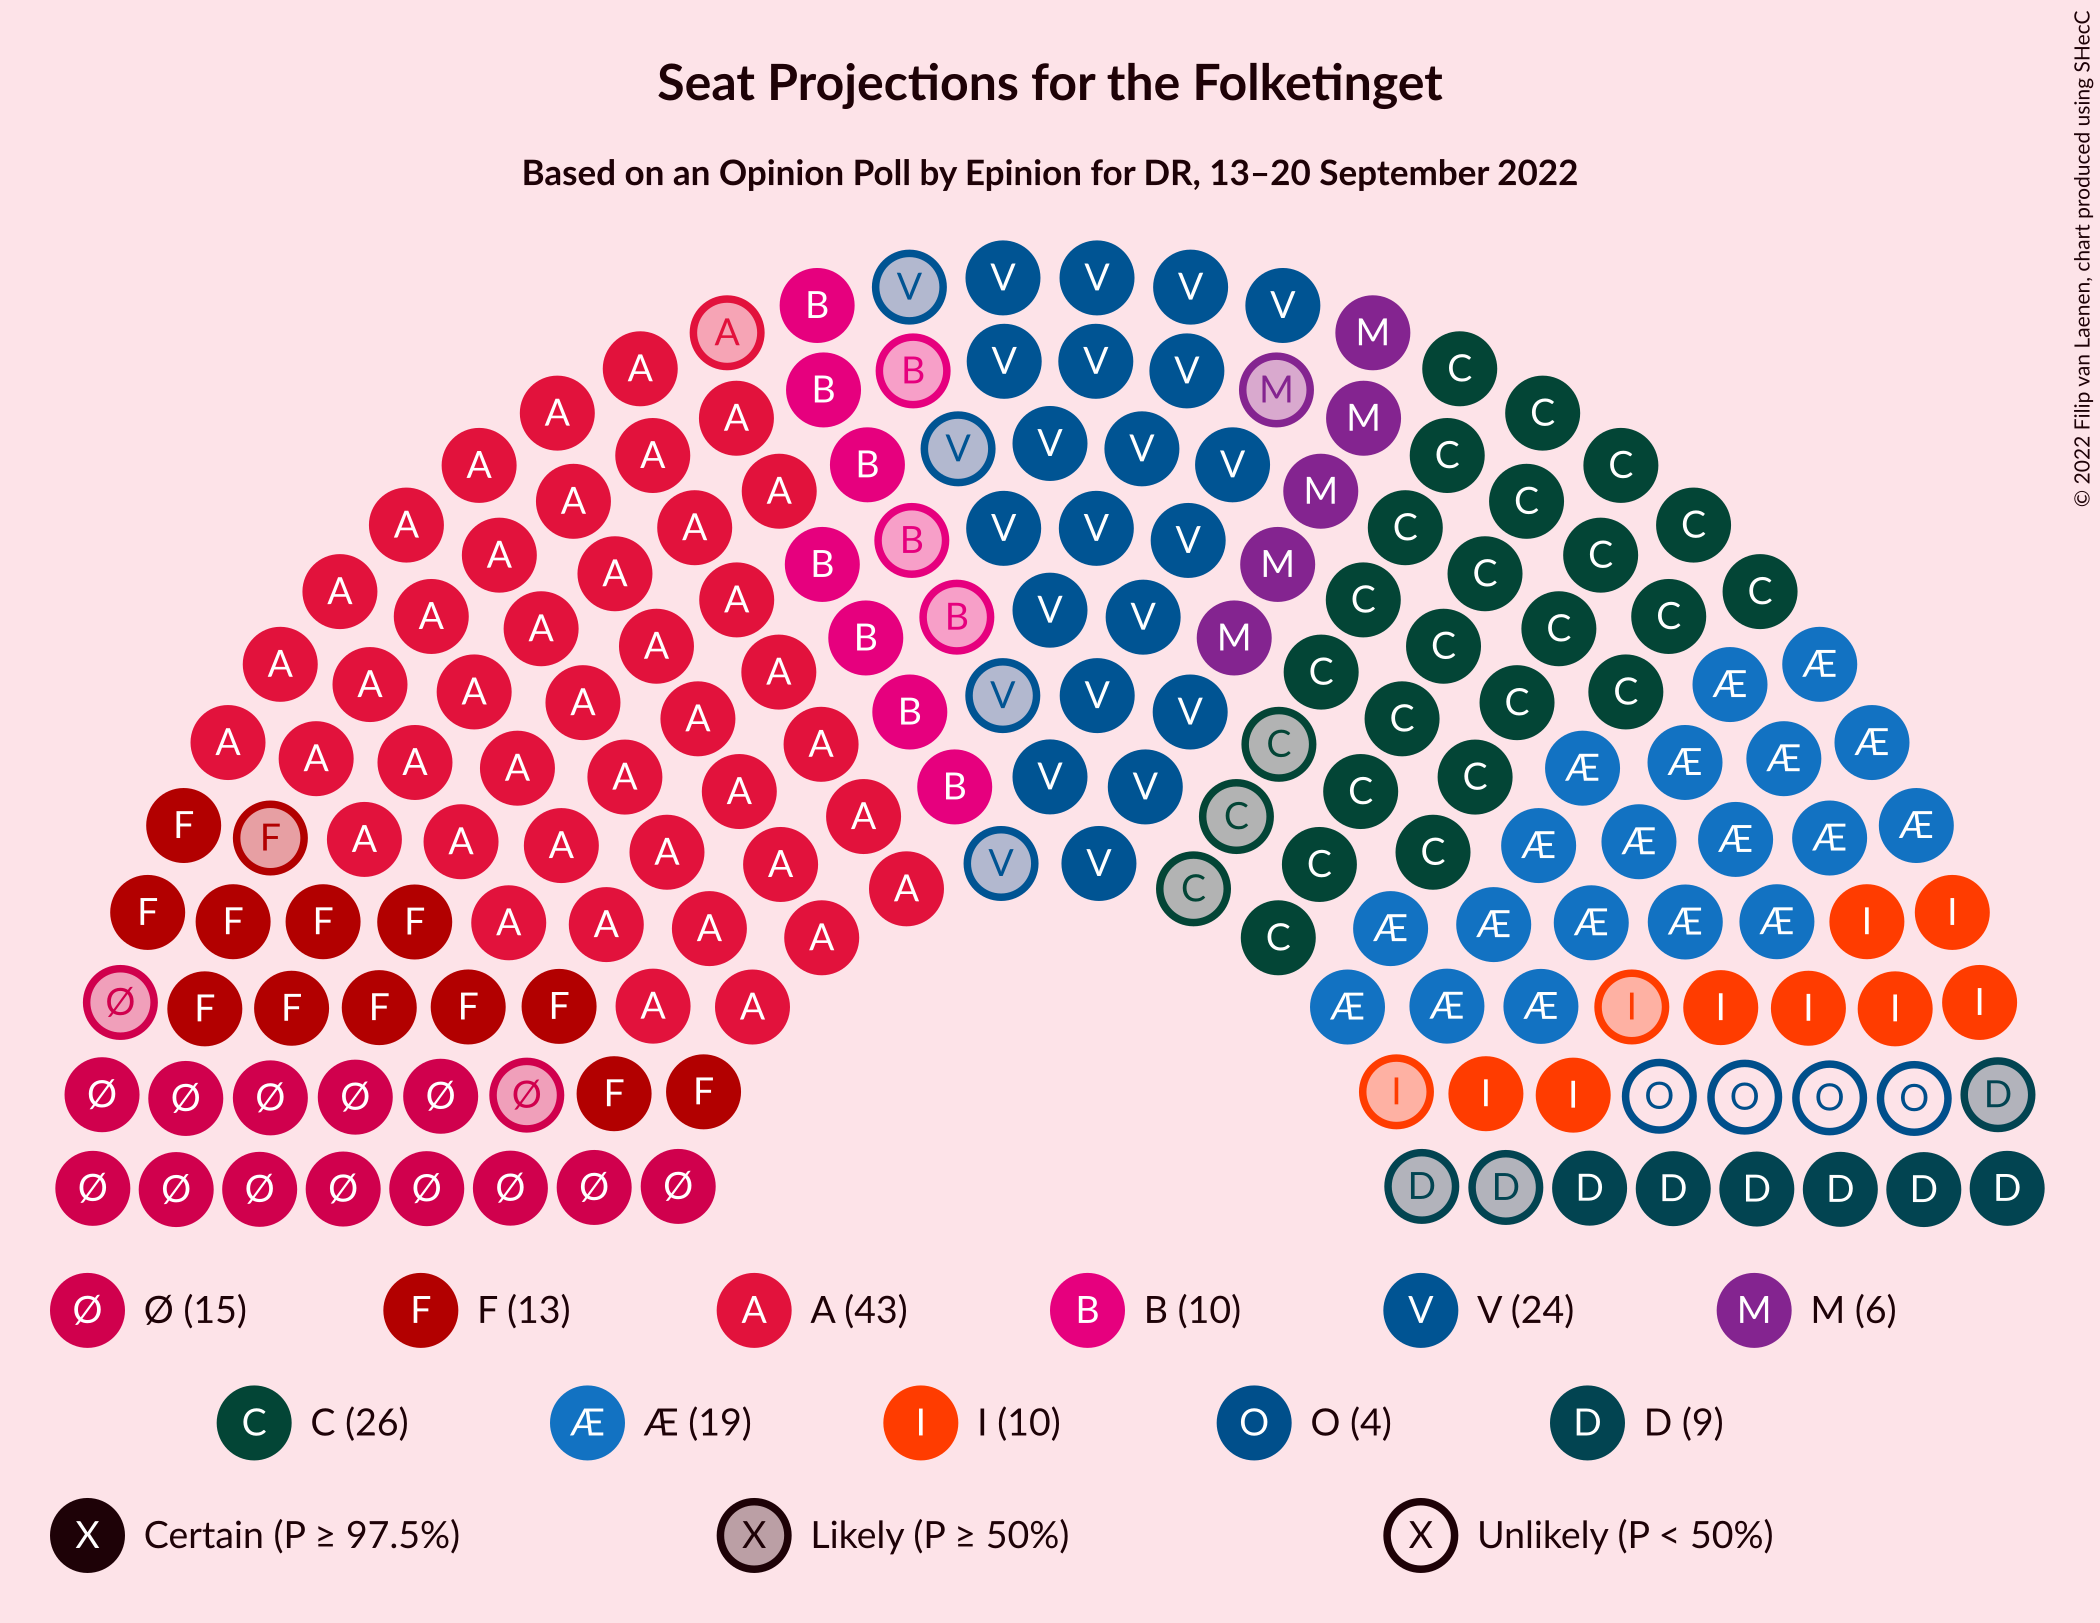 Seat Projections for the Folketinget
Based on an Opinion Poll by Epinion for DR, 13–20 September 2022
© 2022 Filip van Laenen, chart produced using SHecC
B V V V V V M
A A B B V V V M M C C
A A A B V V V V M C C C
A A A B B V V V M C C C
A A A A B B V V M C C C C
A A A A A B V V V C C C C C
A A A A A B V V C C C C Æ Æ
A A A A A A V V C C C Æ Æ Æ Æ
F F A A A A A A C C Æ Æ Æ Æ Æ
F F F F A A A A C Æ Æ Æ Æ Æ I I
Ø F F F F F A A Æ Æ Æ I I I I I
Ø Ø Ø Ø Ø Ø F F I I I O O O O D
Ø Ø Ø Ø Ø Ø Ø Ø D D D D D D D D
Ø Ø (15) F F (13) A A (43) B B (10) V V (24) M M (6)
C C (26) Æ Æ (19) I I (10) O O (4) D D (9)
X Certain (P ≥ 97.5%) X Likely (P ≥ 50%) X Unlikely (P < 50%)